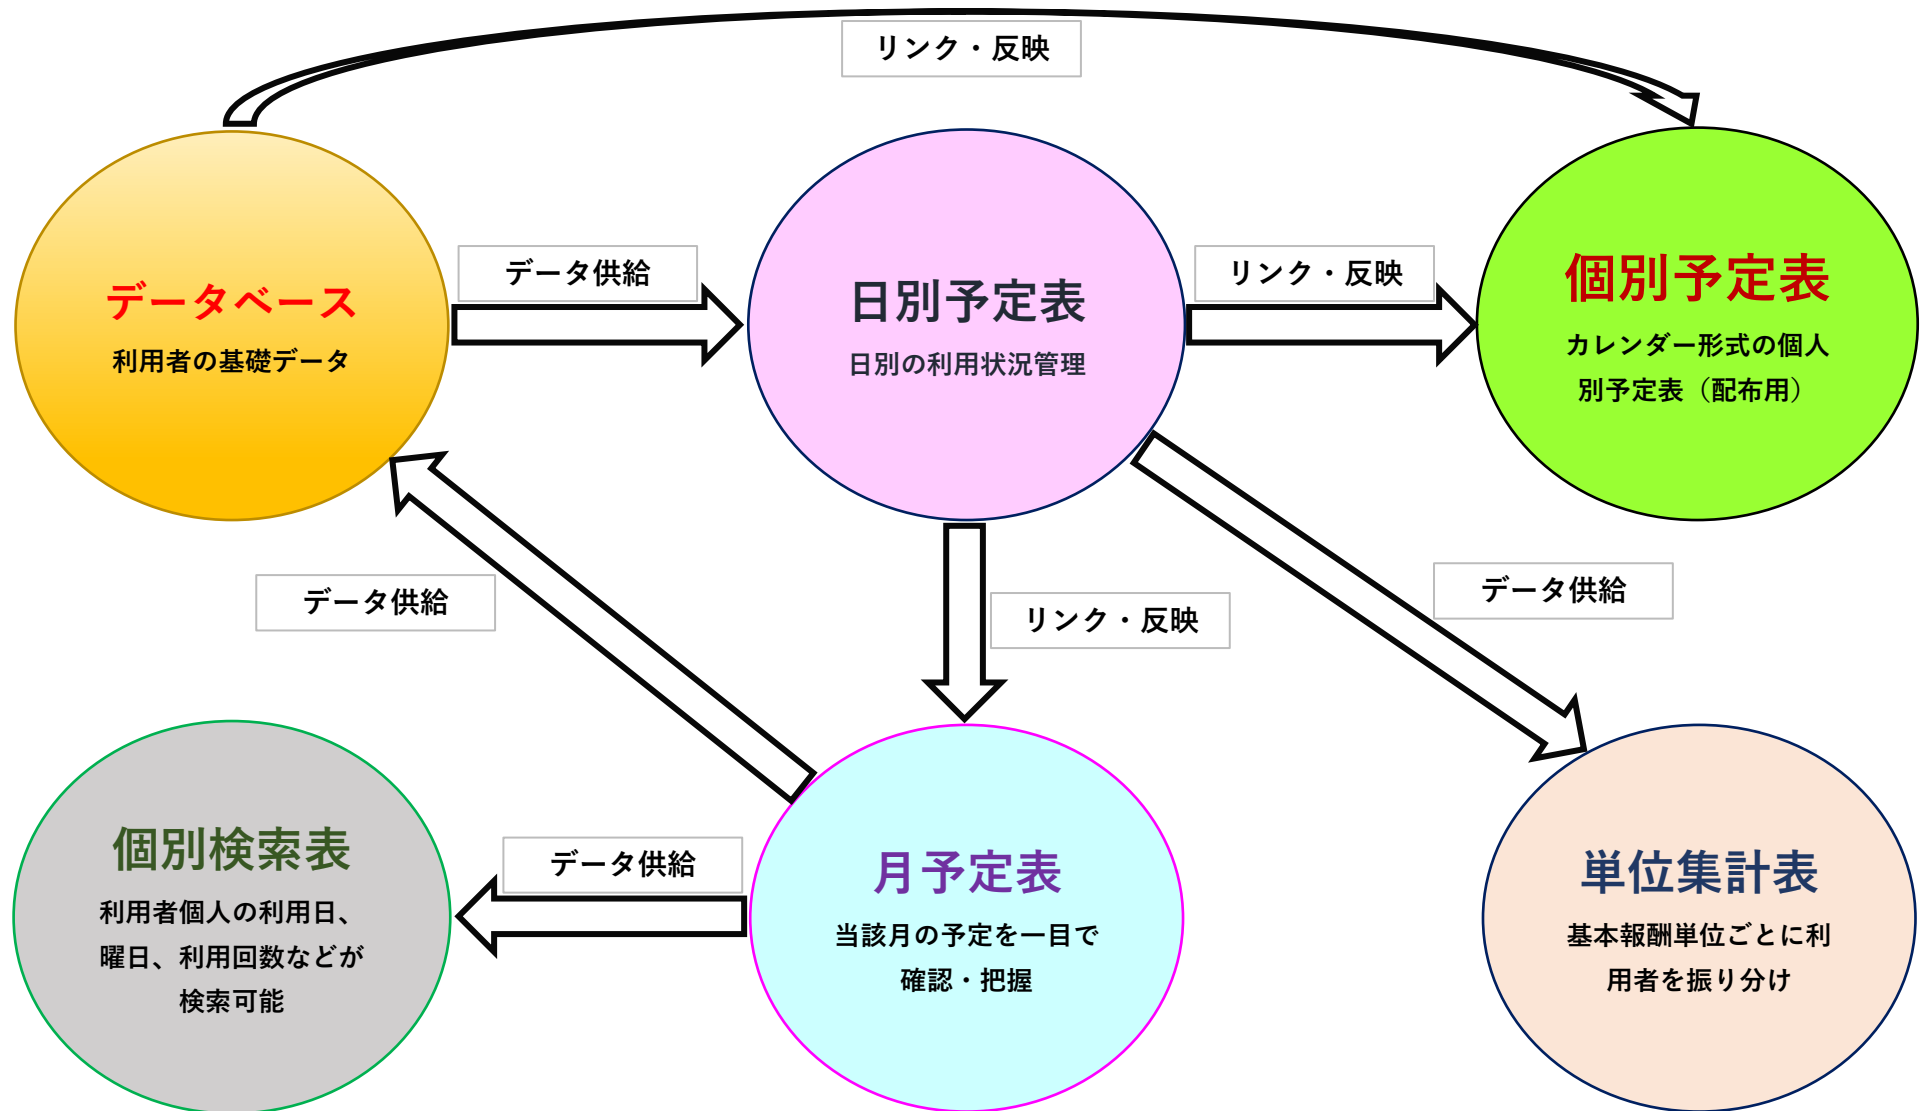 リンク・反映
データベース
利用者の基礎データ
データ供給
日別予定表
日別の利用状況管理
リンク・反映
個別予定表
カレンダー形式の個人
別予定表（配布用）
データ供給
リンク・反映
データ供給
個別検索表
利用者個人の利用日、
曜日、利用回数などが
検索可能
データ供給
月予定表
当該月の予定を一目で
確認・把握
単位集計表
基本報酬単位ごとに利
用者を振り分け